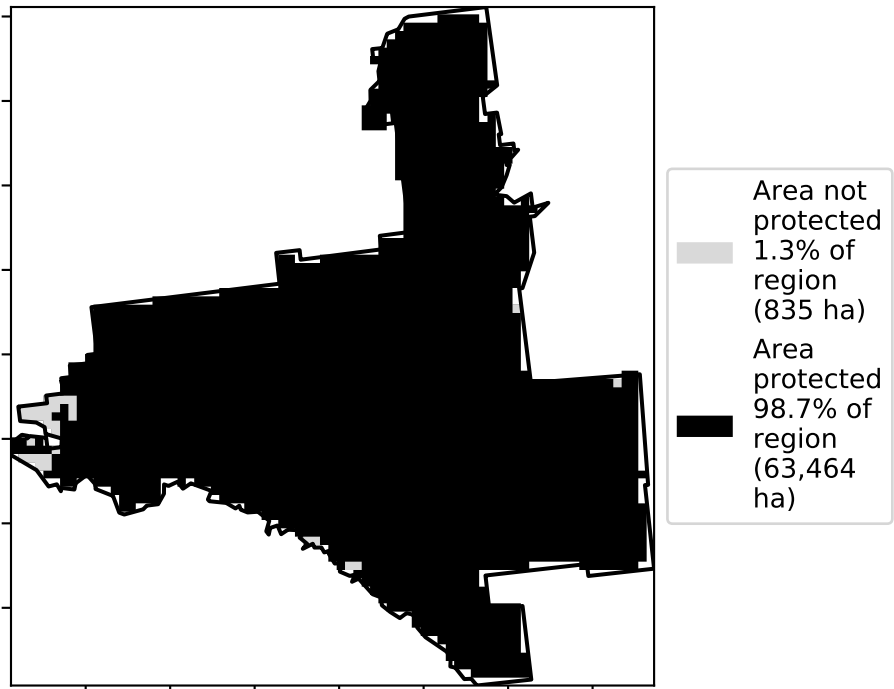 Area not
protected
1.3% of
region
(835 ha)
Area
protected
98.7% of
region
(63,464
ha)